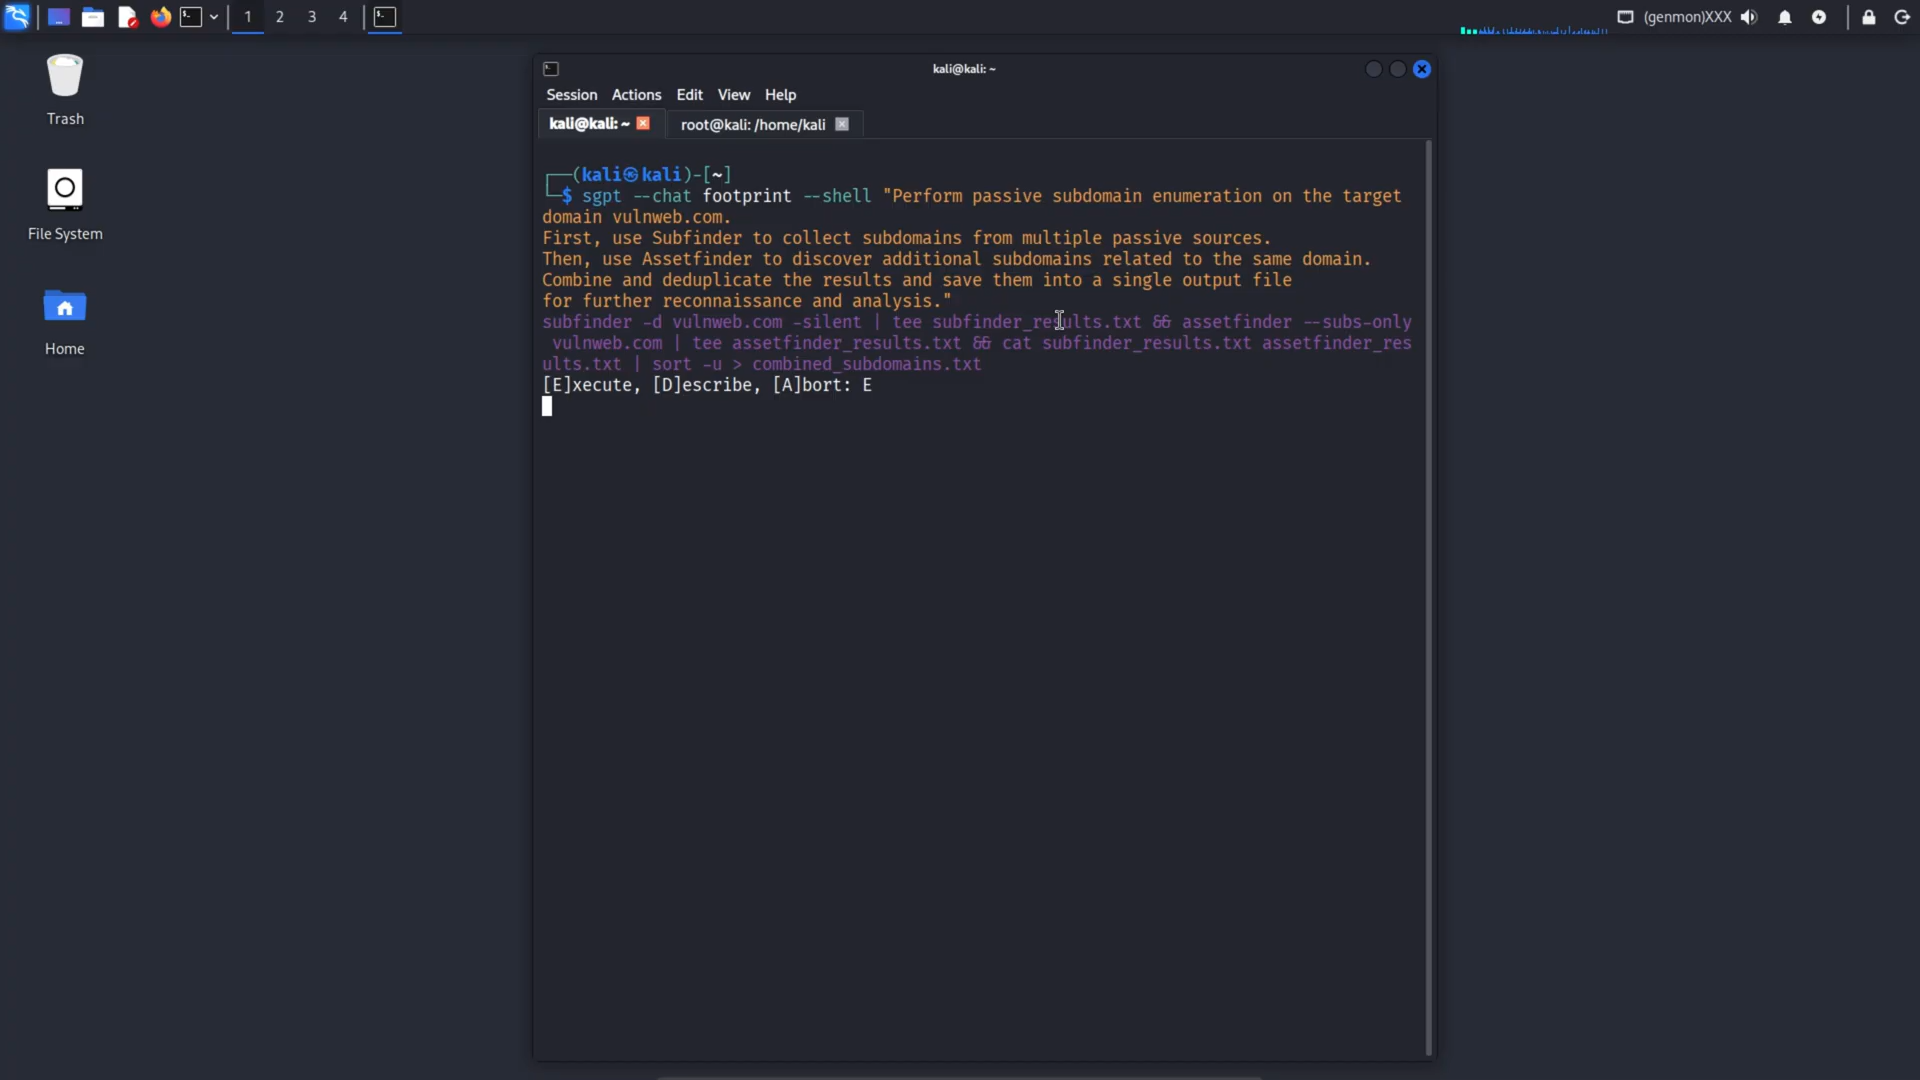 1 2 3 4
(genmon)XXX
Trash
File System
Home
kali@kali: ~
Session Actions Edit View Help
kali@kali: ~ root@kali: /home/kali
┌──(kali㉿kali)-[~]
└─$ sgpt --chat footprint --shell "Perform passive subdomain enumeration on the target
domain vulnweb.com.
First, use Subfinder to collect subdomains from multiple passive sources.
Then, use Assetfinder to discover additional subdomains related to the same domain.
Combine and deduplicate the results and save them into a single output file
for further reconnaissance and analysis."
subfinder -d vulnweb.com -silent | tee subfinder_results.txt && assetfinder --subs-only
vulnweb.com | tee assetfinder_results.txt && cat subfinder_results.txt assetfinder_res
ults.txt | sort -u > combined_subdomains.txt
[E]xecute, [D]escribe, [A]bort: E